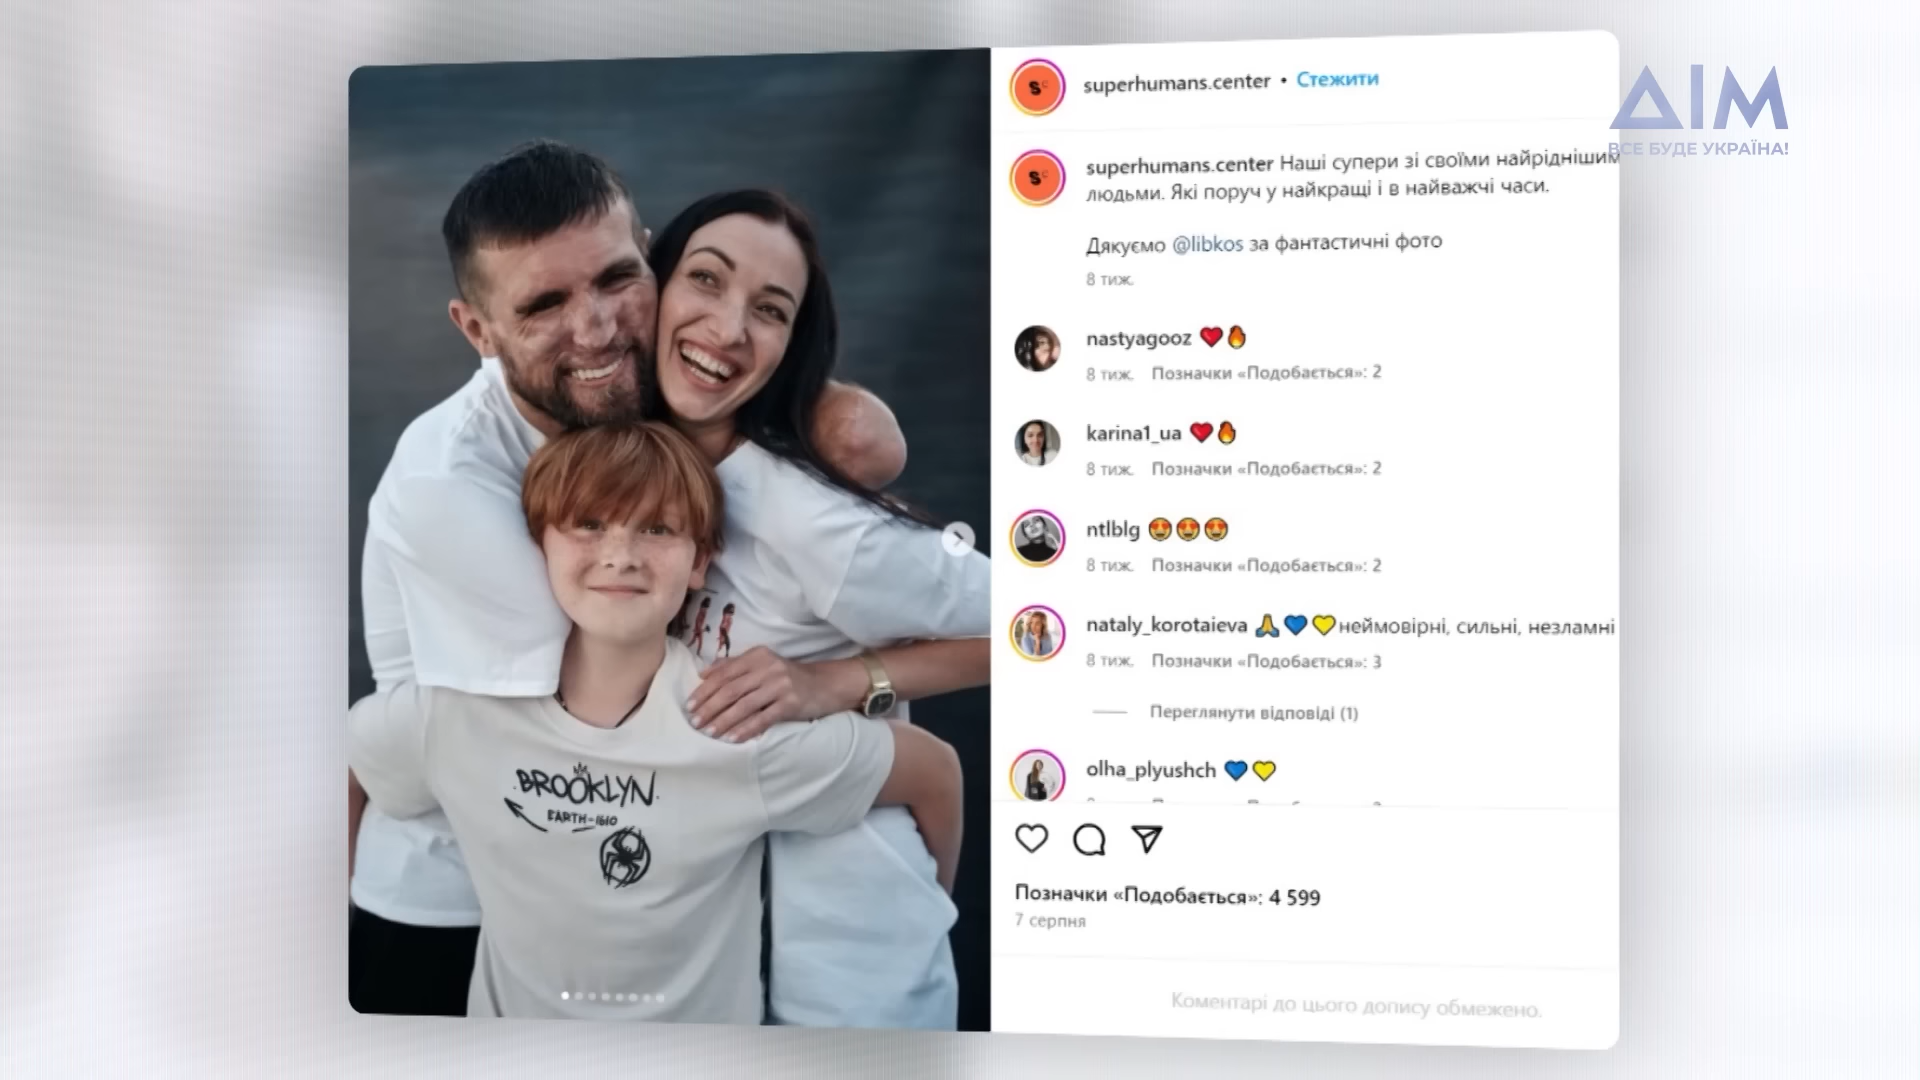 superhumans.center • Стежити
ДІМ
ВСЕ БУДЕ УКРАЇНА!
superhumans.center Наші супери зі своїми найріднішим
людьми. Які поруч у найкращі і в найважчі часи.
Дякуємо @libkos за фантастичні фото
8 тиж.
nastyagooz
8 тиж. Позначки «Подобається»: 2
karina1_ua
8 тиж. Позначки «Подобається»: 2
ntlblg
8 тиж. Позначки «Подобається»: 2
nataly_korotaieva неймовірні, сильні, незламні
8 тиж. Позначки «Подобається»: 3
Переглянути відповіді (1)
olha_plyushch
Позначки «Подобається»: 4 599
7 серпня
Коментарі до цього допису обмежено.
BROOKLYN
EARTH-1610